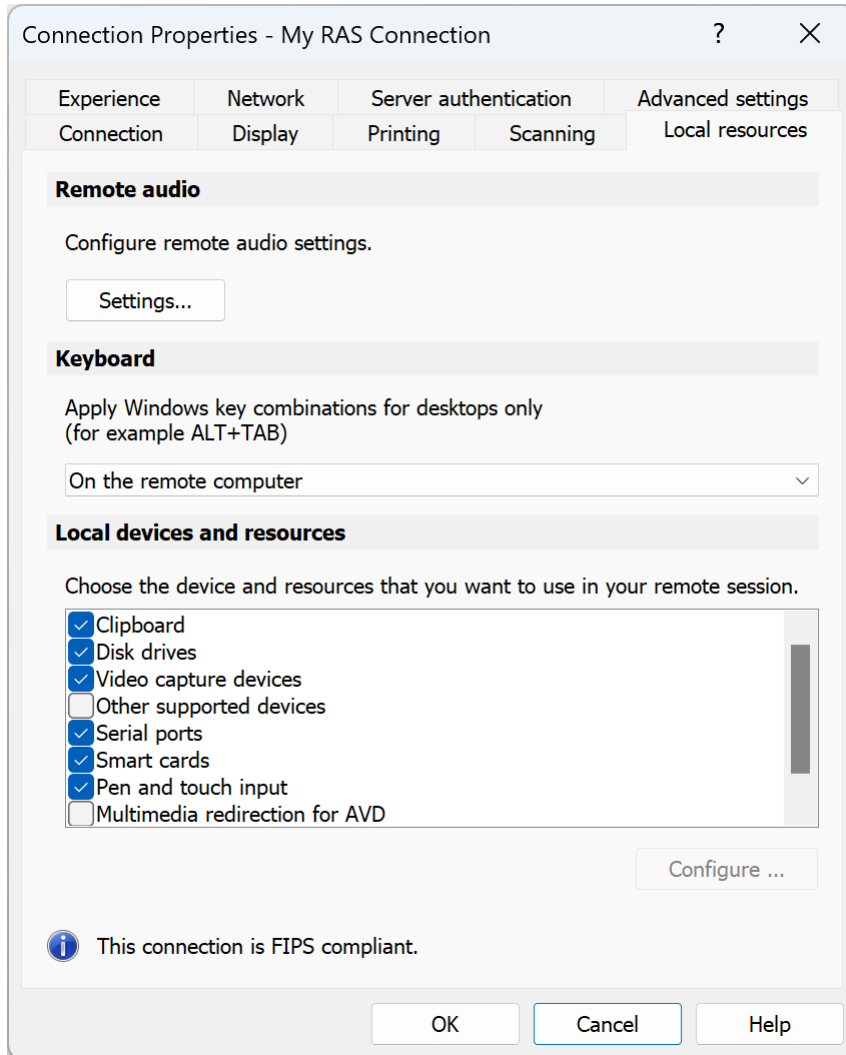 Connection Properties - My RAS Connection ?
Experience Network Server authentication Advanced settings
Connection Display Printing Scanning Local resources
Remote audio
Configure remote audio settings.
Settings...
Keyboard
Apply Windows key combinations for desktops only
(for example ALT+TAB)
On the remote computer
Local devices and resources
Choose the device and resources that you want to use in your remote session.
Clipboard
Disk drives
Video capture devices
Other supported devices
Serial ports
Smart cards
Pen and touch input
Multimedia redirection for AVD
Configure ...
This connection is FIPS compliant.
OK Cancel Help